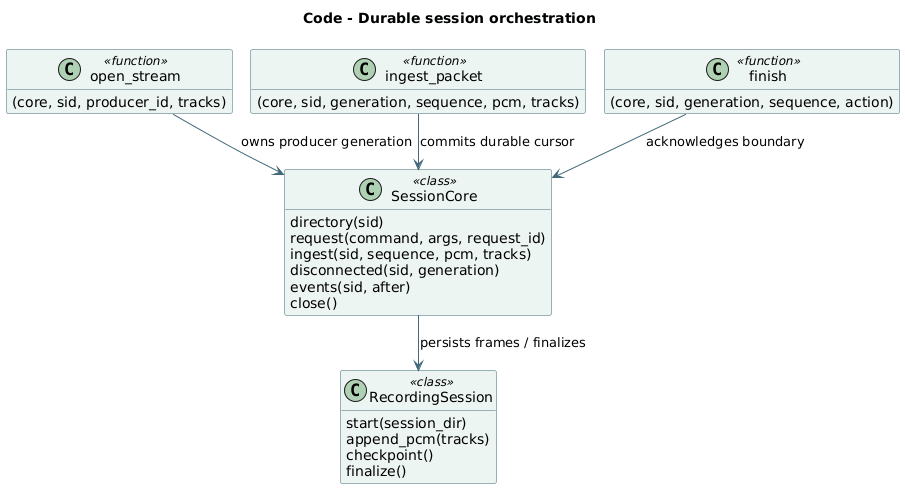 Code - Durable session orchestration
C «function»
open_stream
(core, sid, producer_id, tracks)
C «function»
ingest_packet
(core, sid, generation, sequence, pcm, tracks)
C «function»
finish
(core, sid, generation, sequence, action)
owns producer generation
commits durable cursor
acknowledges boundary
C «class»
SessionCore
directory(sid)
request(command, args, request_id)
ingest(sid, sequence, pcm, tracks)
disconnected(sid, generation)
events(sid, after)
close()
persists frames / finalizes
C «class»
RecordingSession
start(session_dir)
append_pcm(tracks)
checkpoint()
finalize()